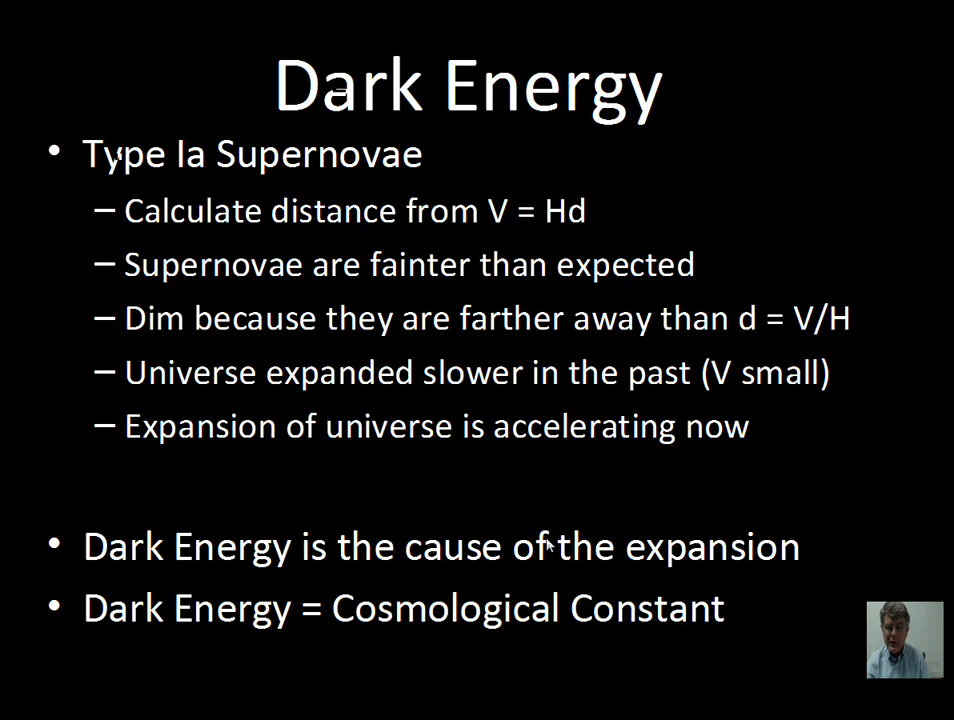 Dark Energy
• Type Ia Supernovae
– Calculate distance from V = Hd
– Supernovae are fainter than expected
– Dim because they are farther away than d = V/H
– Universe expanded slower in the past (V small)
– Expansion of universe is accelerating now
• Dark Energy is the cause of the expansion
• Dark Energy = Cosmological Constant